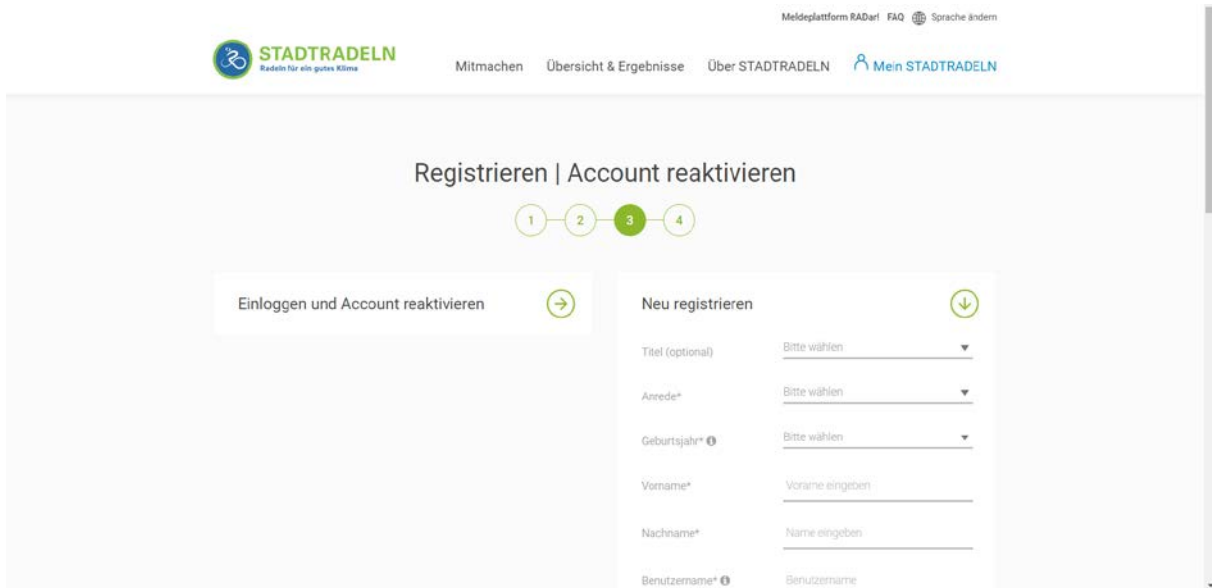 Meldeplattform RADar! FAQ Sprache ändern
STADTRADELN
Radeln für ein gutes Klima
Mitmachen Übersicht & Ergebnisse Über STADTRADELN Mein STADTRADELN
Registrieren | Account reaktivieren
1 2 3 4
Einloggen und Account reaktivieren
Neu registrieren
Titel (optional) Bitte wählen
Anrede* Bitte wählen
Geburtsjahr* Bitte wählen
Vorname* Vorame eingeben
Nachname* Name eingeben
Benutzername* Benutzername